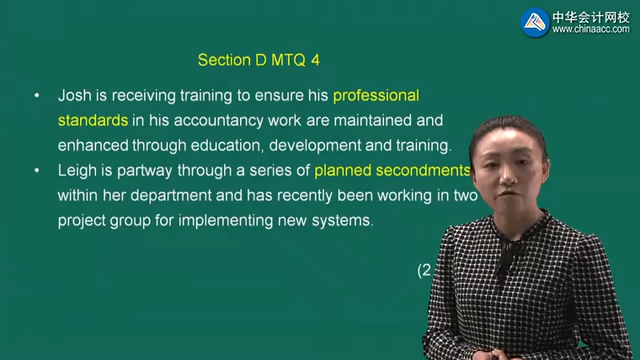 中华会计网校
www.chinaacc.com
Section D MTQ 4
• Josh is receiving training to ensure his professional
standards in his accountancy work are maintained and
enhanced through education, development and training.
• Leigh is partway through a series of planned secondments
within her department and has recently been working in two
project group for implementing new systems.
(2